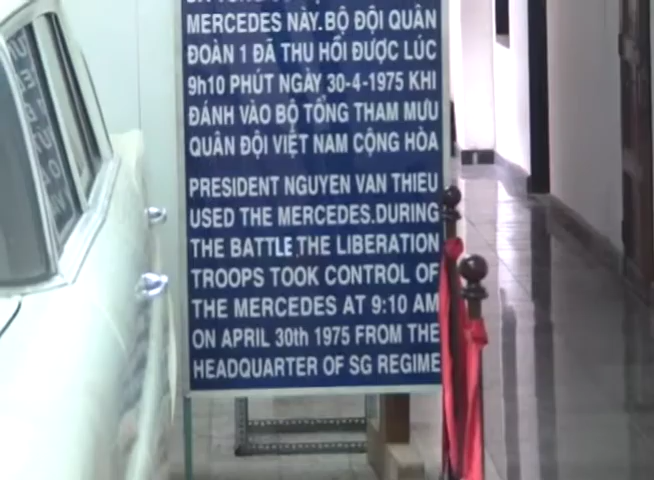 MERCEDES NÀY.BỘ ĐỘI QUÂN
ĐOÀN 1 ĐÃ THU HỒI ĐƯỢC LÚC
9h10 PHÚT NGÀY 30-4-1975 KHI
ĐÁNH VÀO BỘ TỔNG THAM MƯU
QUÂN ĐỘI VIỆT NAM CỘNG HÒA
PRESIDENT NGUYEN VAN THIEU
USED THE MERCEDES.DURING
THE BATTLE THE LIBERATION
TROOPS TOOK CONTROL OF
THE MERCEDES AT 9:10 AM
ON APRIL 30th 1975 FROM THE
HEADQUARTER OF SG REGIME